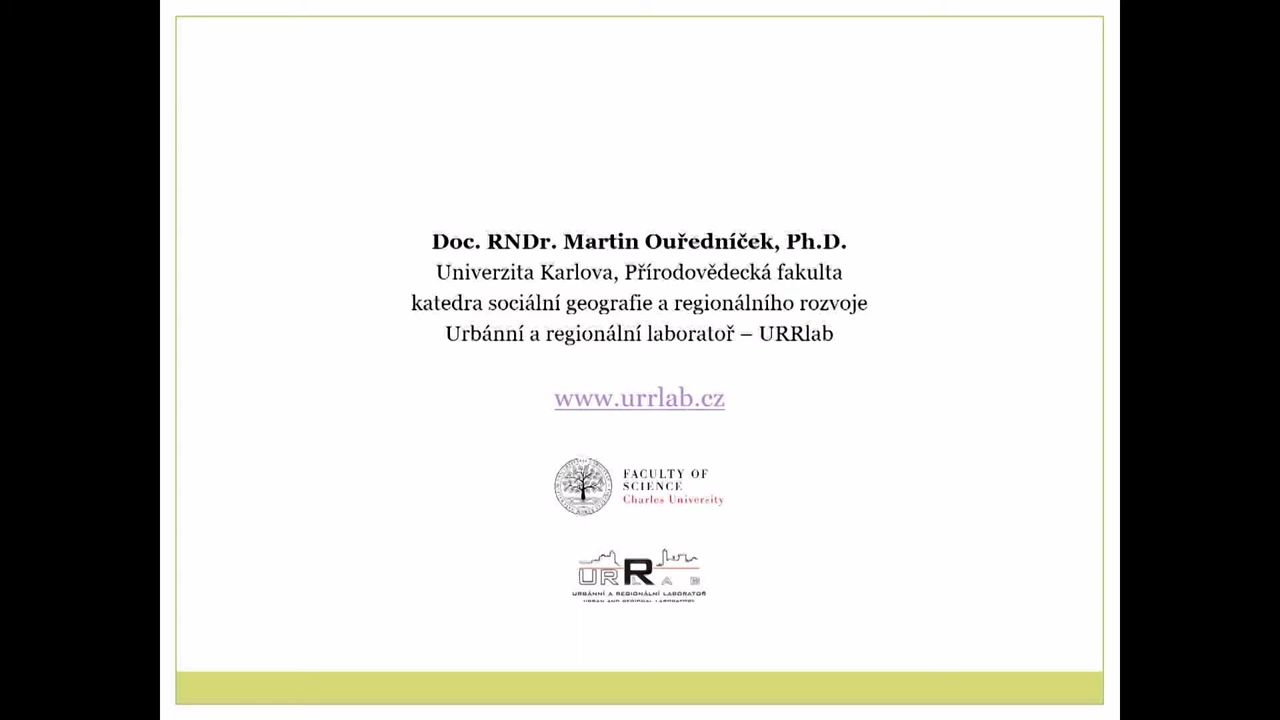 Doc. RNDr. Martin Ouředníček, Ph.D.
Univerzita Karlova, Přírodovědecká fakulta
katedra sociální geografie a regionálního rozvoje
Urbánní a regionální laboratoř – URRlab
www.urrlab.cz
FACULTY OF
SCIENCE
Charles University
URRLAB
URBÁNNÍ A REGIONÁLNÍ LABORATOŘ
URBAN AND REGIONAL LABORATORY